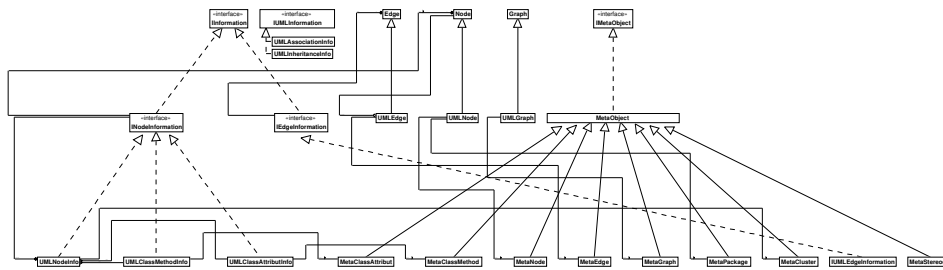 «interface»
IInformation
«interface»
IUMLInformation
Edge
Node
Graph
«interface»
IMetaObject
UMLAssociationInfo
UMLInheritanceInfo
«interface»
INodeInformation
«interface»
IEdgeInformation
UMLEdge
UMLNode
UMLGraph
MetaObject
UMLNodeInfo
UMLClassMethodInfo
UMLClassAttributInfo
MetaClassAttribut
MetaClassMethod
MetaNode
MetaEdge
MetaGraph
MetaPackage
MetaCluster
IUMLEdgeInformation
MetaStereo